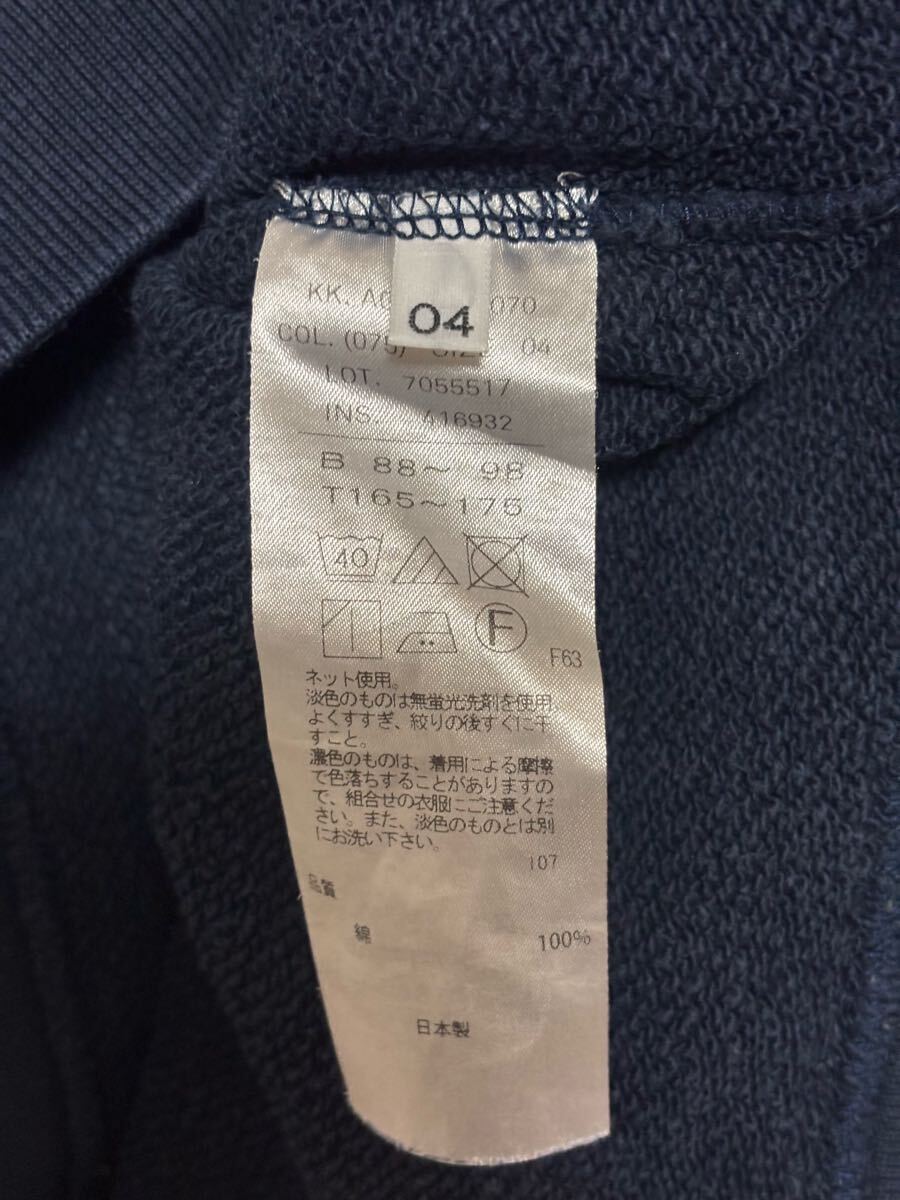 04
KK. A 070
COL. (075) 04
LOT. 7055517
INS. 416932
B 88～ 98
T165～175
40
F
F63
ネット使用。
淡色のものは無蛍光洗剤を使用
よくすすぎ、絞りの後すぐに干
すこと。
濃色のものは、着用による摩擦
で色落ちすることがありますの
で、組合せの衣服にご注意くだ
さい。また、淡色のものとは別
にお洗い下さい。
107
品質
綿 100%
日本製